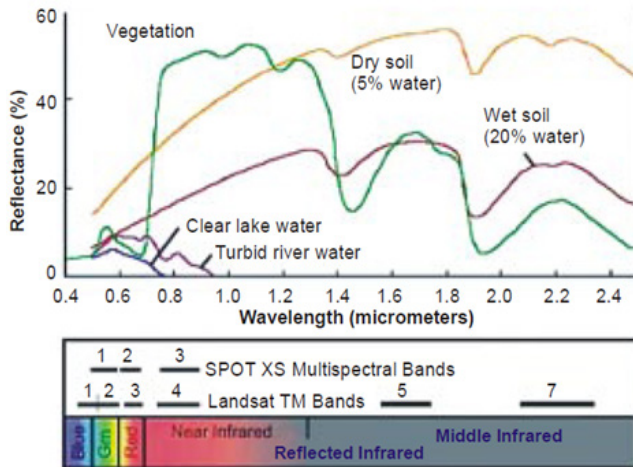 Vegetation
Dry soil
(5% water)
Wet soil
(20% water)
Clear lake water
Turbid river water
Reflectance (%)
60
40
20
0
0.4 0.6 0.8 1.0 1.2 1.4 1.6 1.8 2.0 2.2 2.4
Wavelength (micrometers)
1 2 3 SPOT XS Multispectral Bands
1 2 3 4 Landsat TM Bands 5 7
Blue Grn Red Near Infrared Middle Infrared
Reflected Infrared